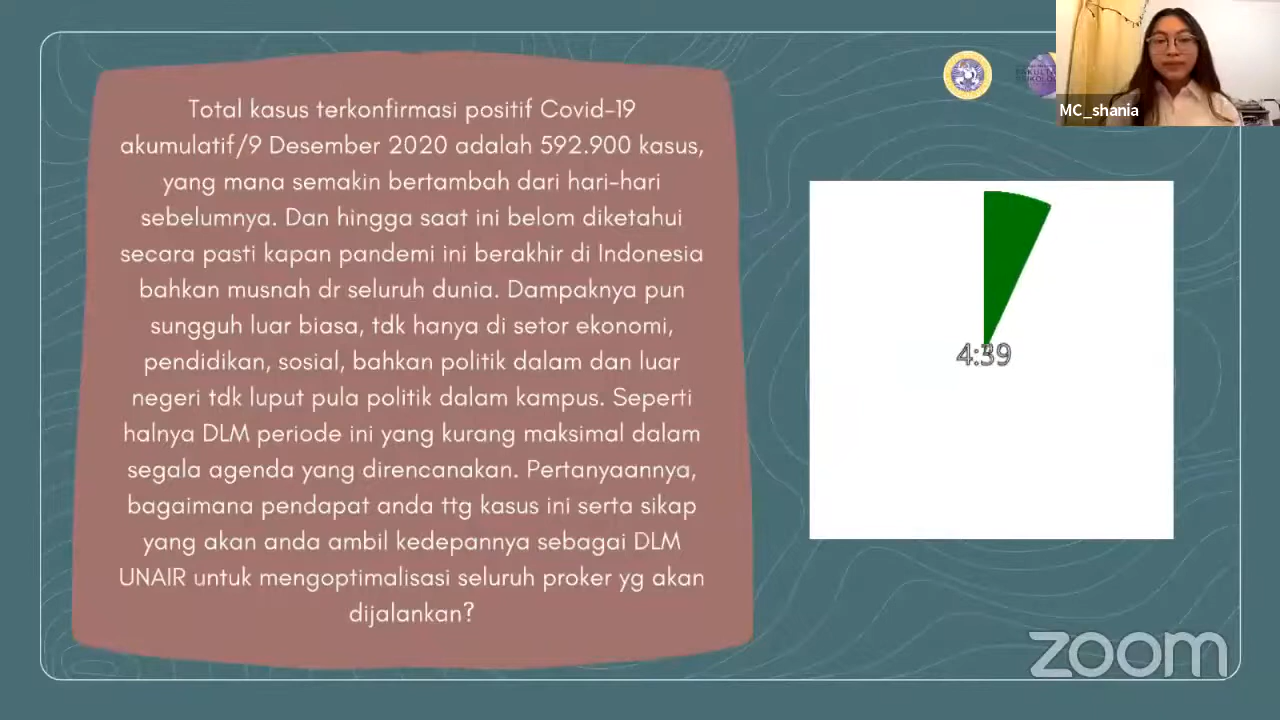 Total kasus terkonfirmasi positif Covid-19
akumulatif/9 Desember 2020 adalah 592.900 kasus,
yang mana semakin bertambah dari hari-hari
sebelumnya. Dan hingga saat ini belom diketahui
secara pasti kapan pandemi ini berakhir di Indonesia
bahkan musnah dr seluruh dunia. Dampaknya pun
sungguh luar biasa, tdk hanya di setor ekonomi,
pendidikan, sosial, bahkan politik dalam dan luar
negeri tdk luput pula politik dalam kampus. Seperti
halnya DLM periode ini yang kurang maksimal dalam
segala agenda yang direncanakan. Pertanyaannya,
bagaimana pendapat anda ttg kasus ini serta sikap
yang akan anda ambil kedepannya sebagai DLM
UNAIR untuk mengoptimalisasi seluruh proker yg akan
dijalankan?
MC_shania
4:39
zoom